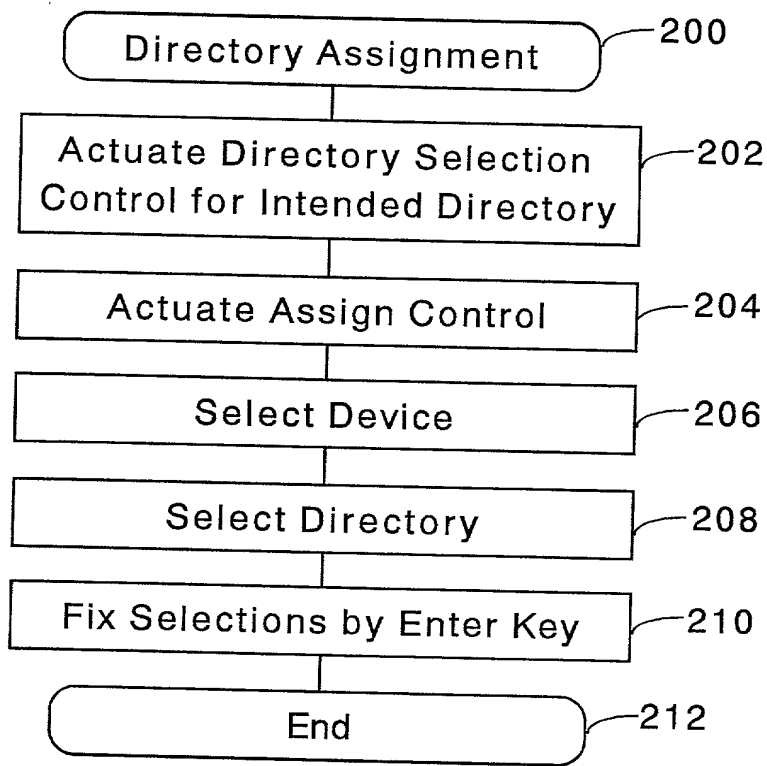 Directory Assignment 200
Actuate Directory Selection 202
Control for Intended Directory
Actuate Assign Control 204
Select Device 206
Select Directory 208
Fix Selections by Enter Key 210
End 212